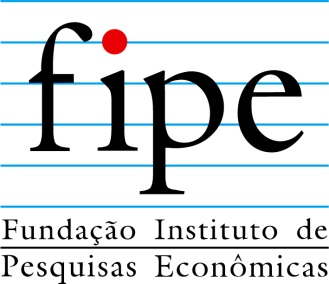 fipe
Fundação Instituto de
Pesquisas Econômicas